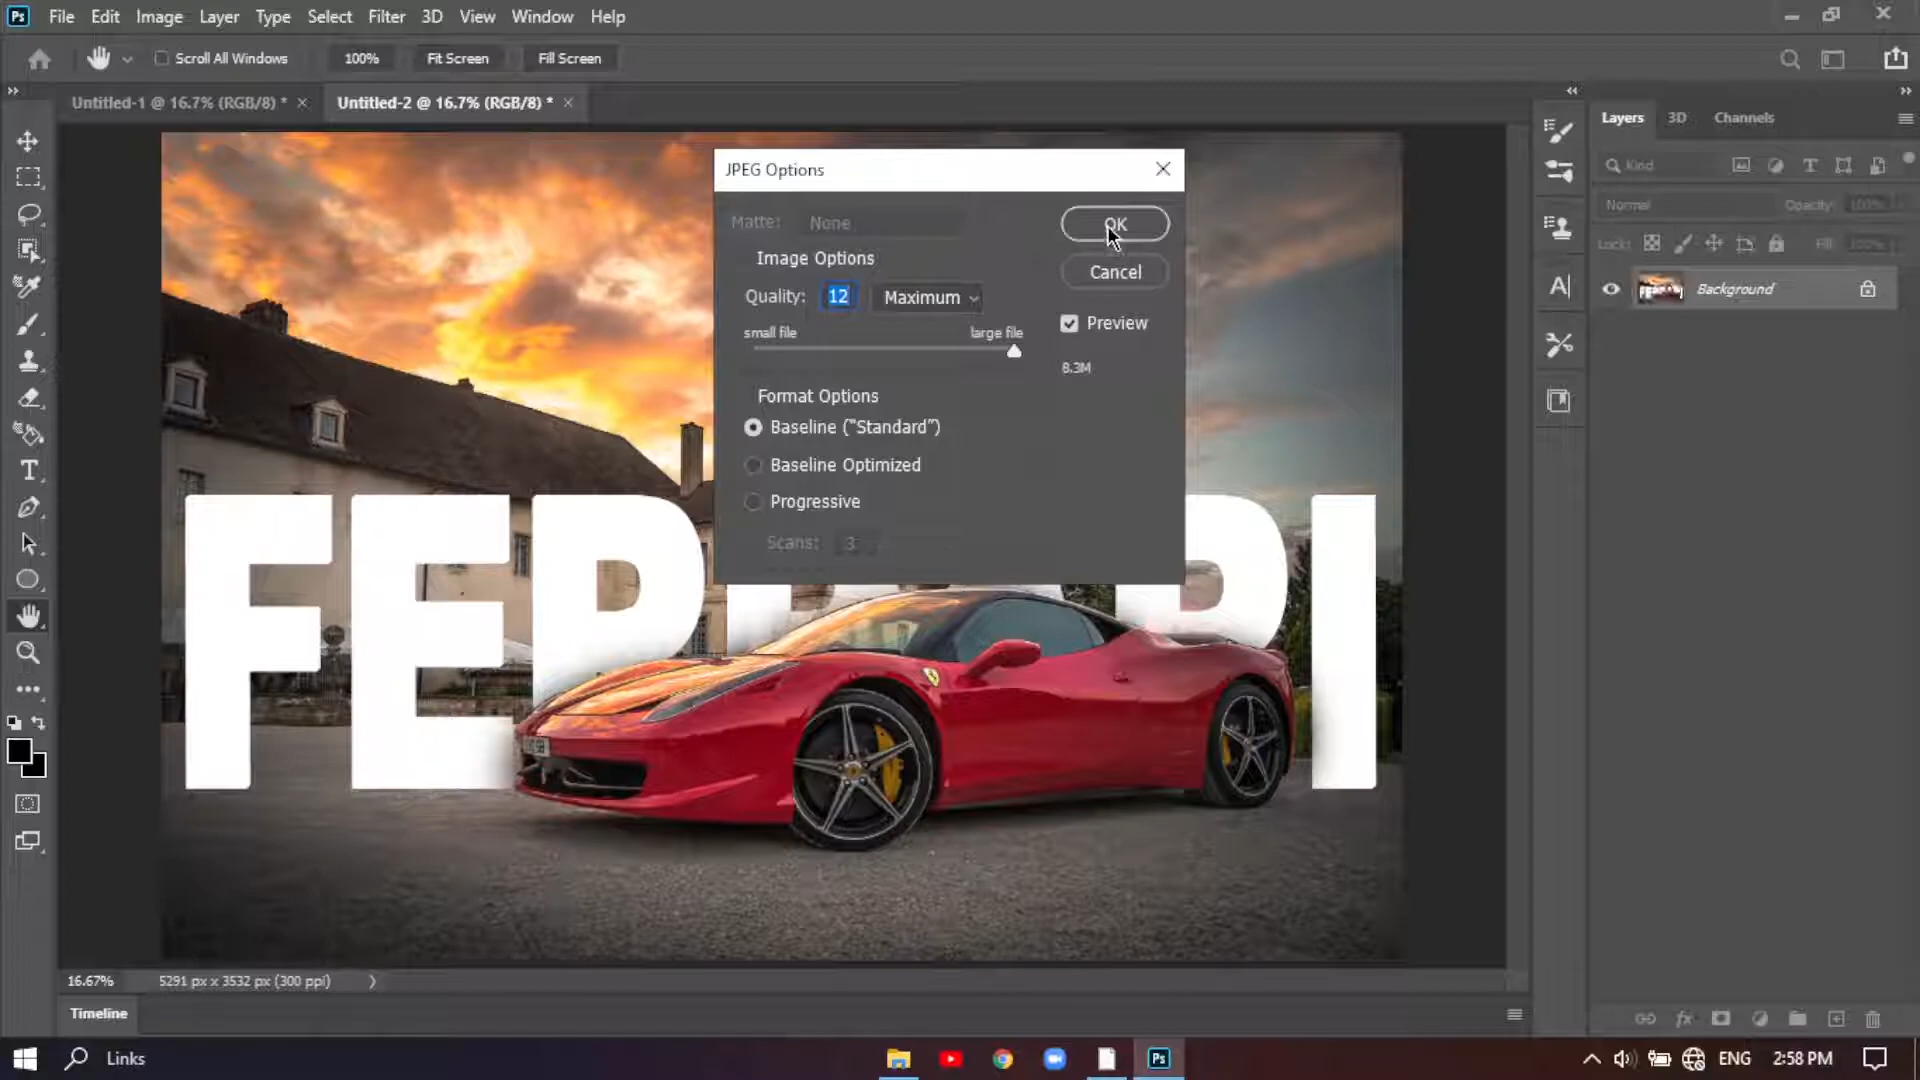 Ps File Edit Image Layer Type Select Filter 3D View Window Help
Scroll All Windows 100% Fit Screen Fill Screen
Untitled-1 @ 16.7% (RGB/8) * × Untitled-2 @ 16.7% (RGB/8) * ×
Layers 3D Channels
Kind
Normal Opacity: 100%
Lock: Fill: 100%
Background
JPEG Options
Matte: None
OK
Image Options
Cancel
Quality: 12 Maximum
Preview
small file large file
8.3M
Format Options
Baseline ("Standard")
Baseline Optimized
Progressive
Scans: 3
FERRARI
16.67% 5291 px x 3532 px (300 ppi)
Timeline
Links
Ps
ENG 2:58 PM